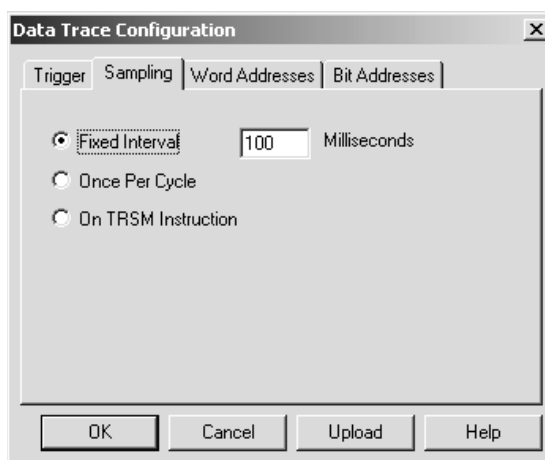 Data Trace Configuration
Trigger Sampling Word Addresses Bit Addresses
Fixed Interval 100 Milliseconds
Once Per Cycle
On TRSM Instruction
OK Cancel Upload Help